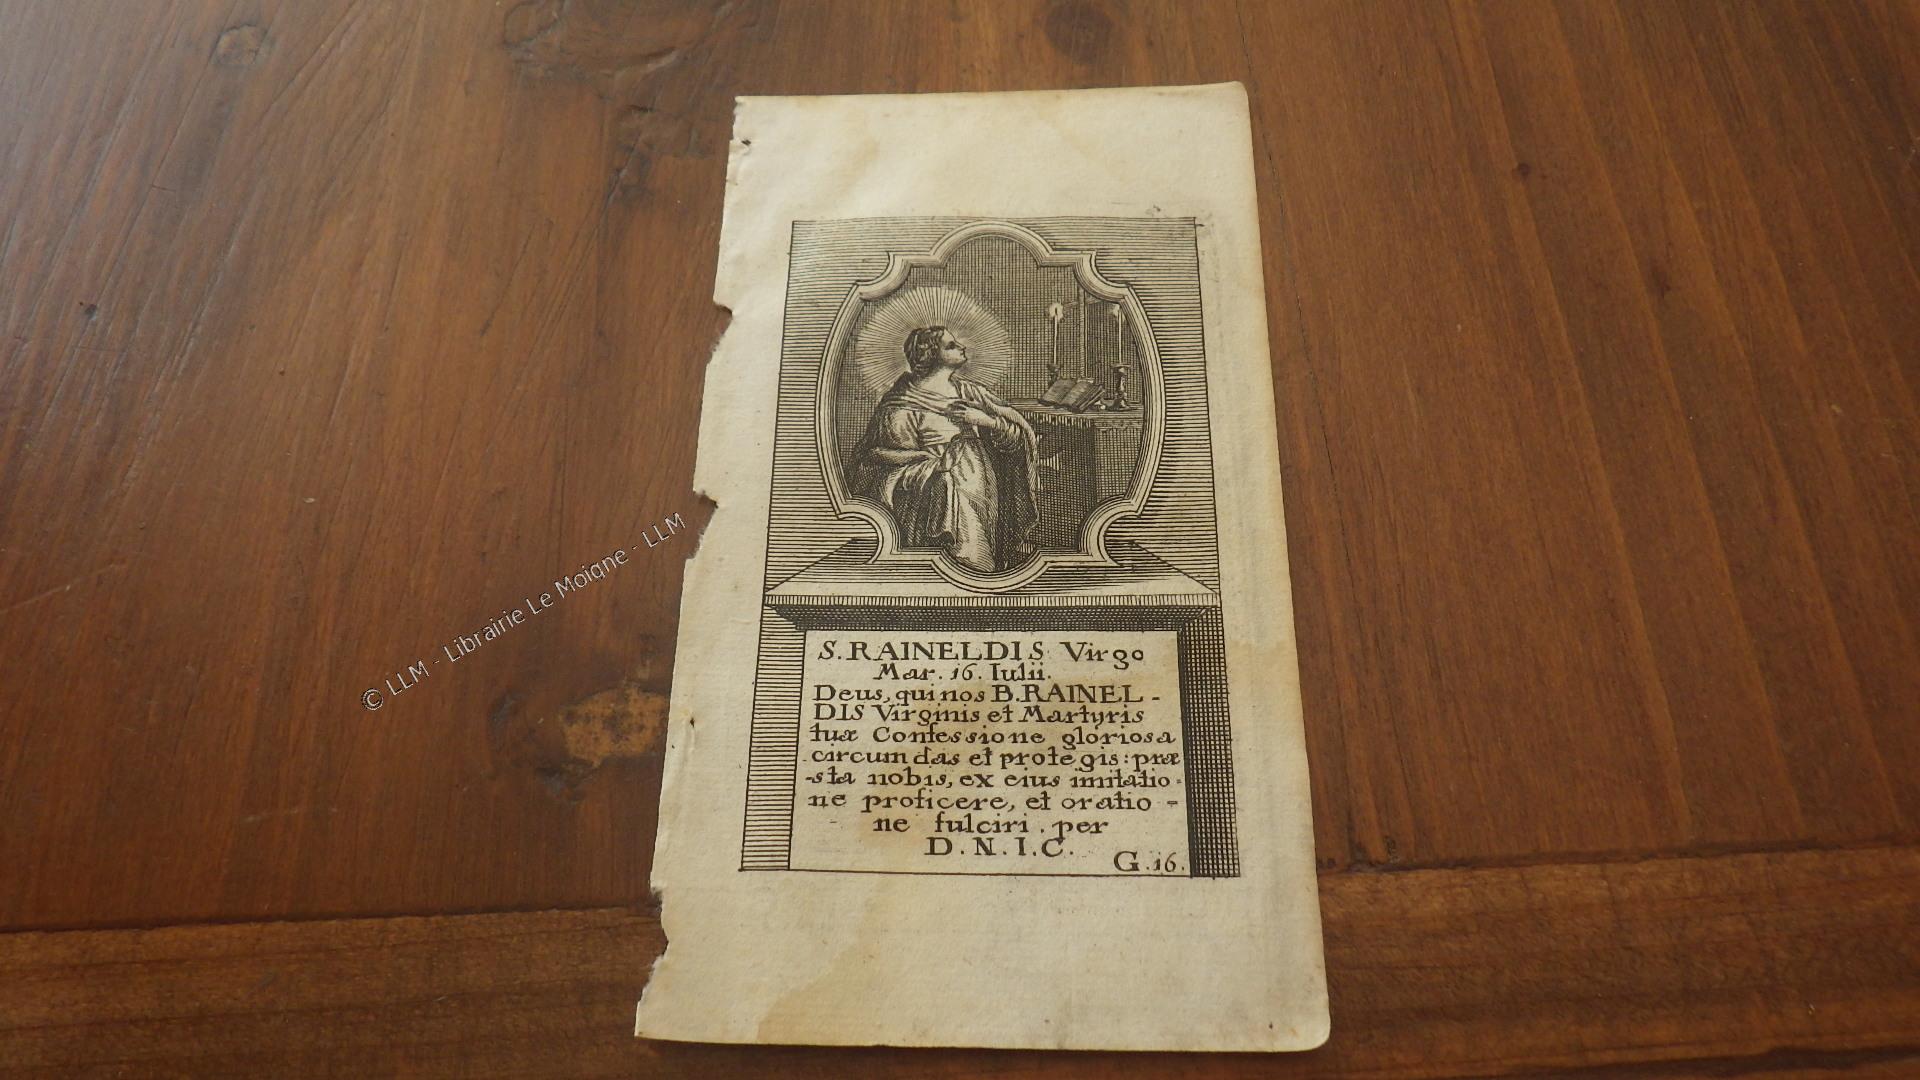 S. RAINELDIS Virgo
Mar. 16. Iulii.
Deus, qui nos B. RAINEL-
DIS Virginis et Martyris
tuæ Confessione gloriosa
circumdas et protegis: præ
-sta nobis, ex eius imitatio-
ne proficere, et oratio-
ne fulciri. per
D. N. I. C.
G. 16.
© LLM - Librairie Le Moigne - LLM